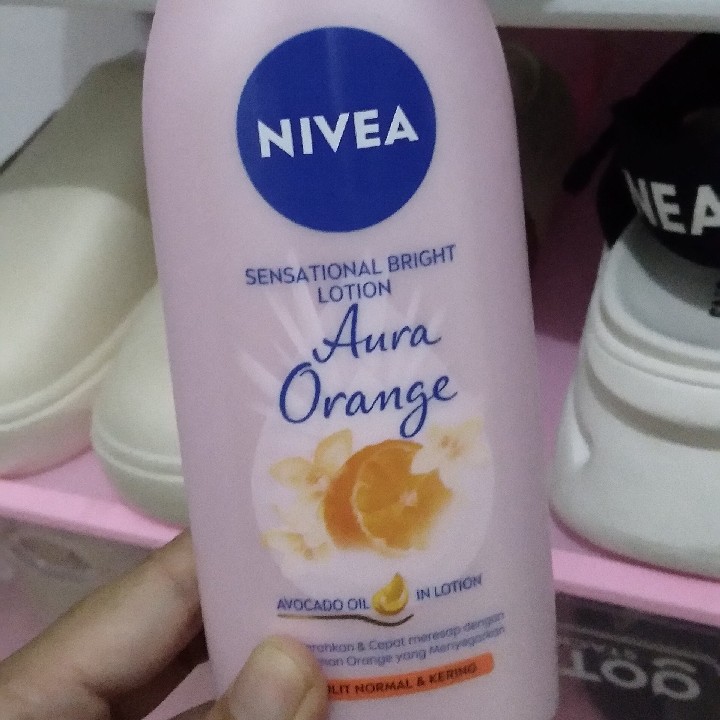 NIVEA
SENSATIONAL BRIGHT
LOTION
Aura
Orange
AVOCADO OIL IN LOTION
& Cepat meresap dengan
Orange yang Menyegarkan
NORMAL & KERING
NEA
QOT